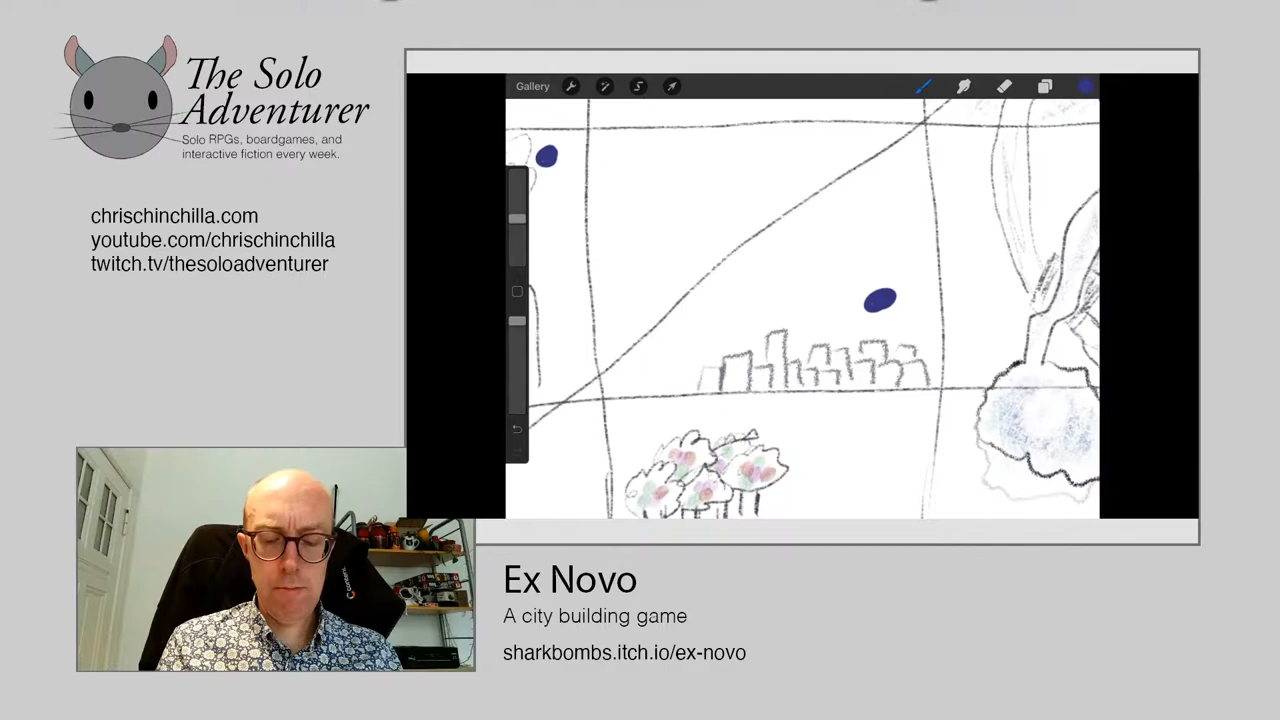 The Solo
Adventurer
Solo RPGs, boardgames, and
interactive fiction every week.
chrischinchilla.com
youtube.com/chrischinchilla
twitch.tv/thesoloadventurer
Gallery
Ex Novo
A city building game
sharkbombs.itch.io/ex-novo